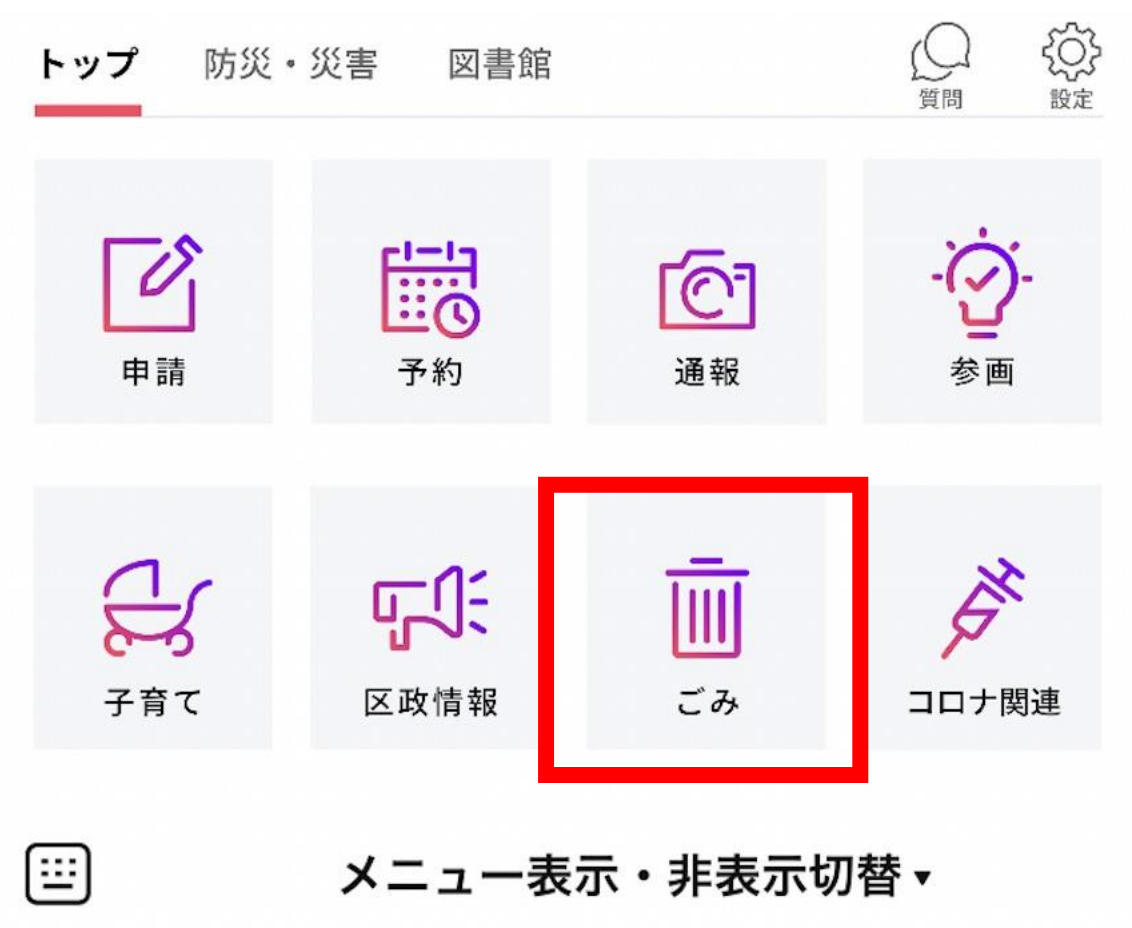 トップ 防災・災害 図書館
質問 設定
申請 予約 通報 参画
子育て 区政情報 ごみ コロナ関連
メニュー表示・非表示切替▼